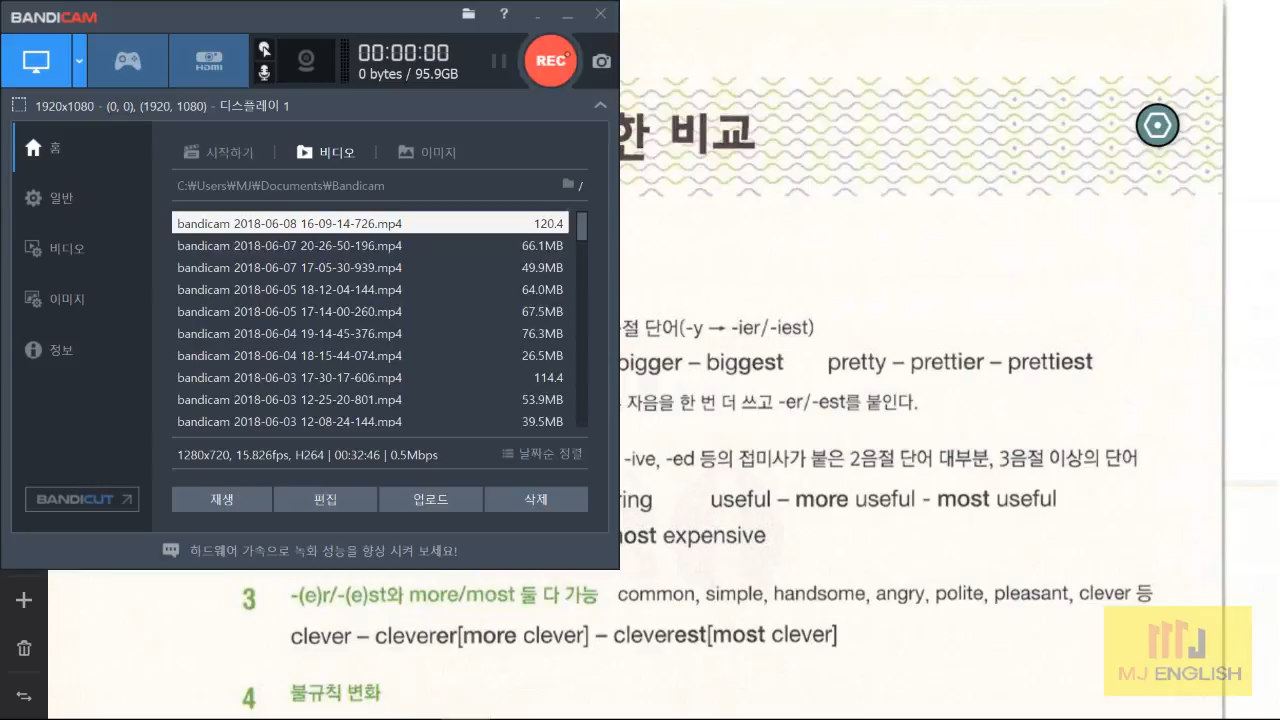 BANDICAM
?
00:00:00
0 bytes / 95.9GB
REC
HDMI
1920x1080 - (0, 0), (1920, 1080) - 디스플레이 1
홈
일반
비디오
이미지
정보
시작하기
비디오
이미지
C:\Users\MJ\Documents\Bandicam
/
bandicam 2018-06-08 16-09-14-726.mp4 120.4
bandicam 2018-06-07 20-26-50-196.mp4 66.1MB
bandicam 2018-06-07 17-05-30-939.mp4 49.9MB
bandicam 2018-06-05 18-12-04-144.mp4 64.0MB
bandicam 2018-06-05 17-14-00-260.mp4 67.5MB
bandicam 2018-06-04 19-14-45-376.mp4 76.3MB
bandicam 2018-06-04 18-15-44-074.mp4 26.5MB
bandicam 2018-06-03 17-30-17-606.mp4 114.4
bandicam 2018-06-03 12-25-20-801.mp4 53.9MB
bandicam 2018-06-03 12-08-24-144.mp4 39.5MB
1280x720, 15.826fps, H264 | 00:32:46 | 0.5Mbps
날짜순 정렬
BANDICUT
재생
편집
업로드
삭제
하드웨어 가속으로 녹화 성능을 향상 시켜 보세요!
한 비교
절 단어(-y → -ier/-iest)
bigger – biggest pretty – prettier – prettiest
자음을 한 번 더 쓰고 -er/-est를 붙인다.
-ive, -ed 등의 접미사가 붙은 2음절 단어 대부분, 3음절 이상의 단어
ring useful – more useful - most useful
most expensive
3 -(e)r/-(e)st와 more/most 둘 다 가능 common, simple, handsome, angry, polite, pleasant, clever 등
clever – cleverer[more clever] – cleverest[most clever]
4 불규칙 변화
MJ ENGLISH